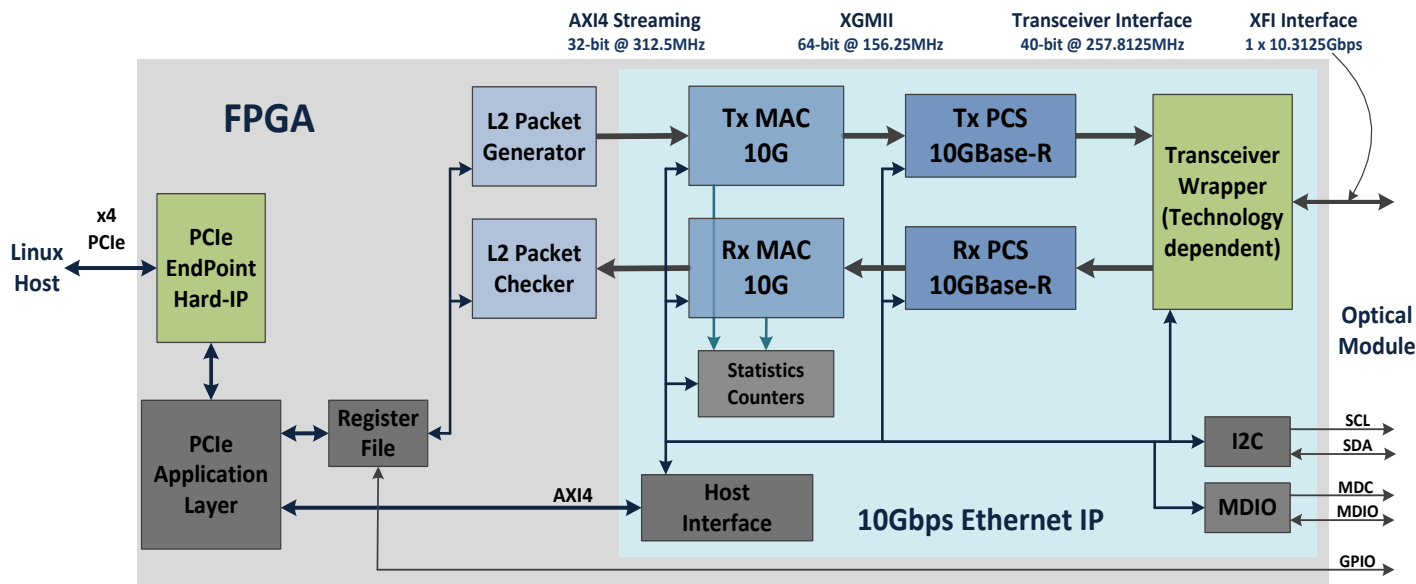 AXI4 Streaming
32-bit @ 312.5MHz
XGMII
64-bit @ 156.25MHz
Transceiver Interface
40-bit @ 257.8125MHz
XFI Interface
1 x 10.3125Gbps
FPGA
L2 Packet
Generator
Tx MAC
10G
Tx PCS
10GBase-R
Transceiver
Wrapper
(Technology
dependent)
x4
PCIe
Linux
Host
PCIe
EndPoint
Hard-IP
L2 Packet
Checker
Rx MAC
10G
Rx PCS
10GBase-R
Optical
Module
Statistics
Counters
PCIe
Application
Layer
Register
File
I2C
SCL
SDA
AXI4
Host
Interface
10Gbps Ethernet IP
MDIO
MDC
MDIO
GPIO